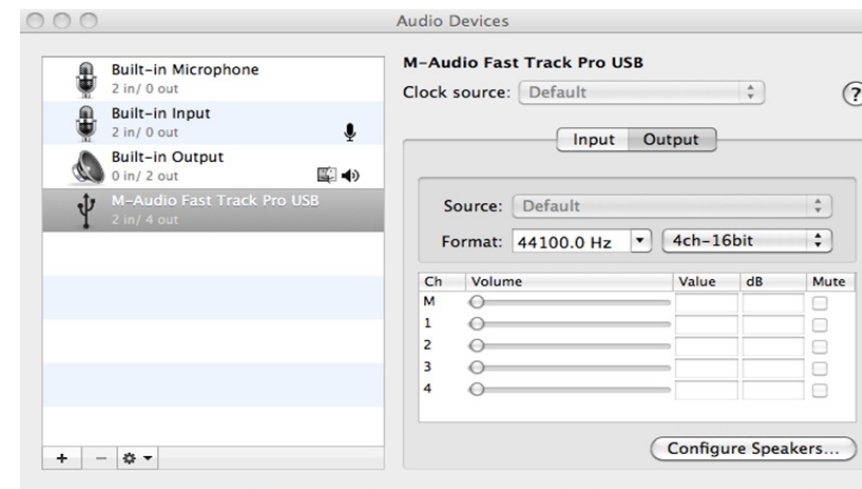 Audio Devices
Built-in Microphone
2 in/ 0 out
Built-in Input
2 in/ 0 out
Built-in Output
0 in/ 2 out
M-Audio Fast Track Pro USB
2 in/ 4 out
+ −
M-Audio Fast Track Pro USB
Clock source: Default
?
Input Output
Source: Default
Format: 44100.0 Hz 4ch-16bit
Ch Volume Value dB Mute
M
1
2
3
4
Configure Speakers...